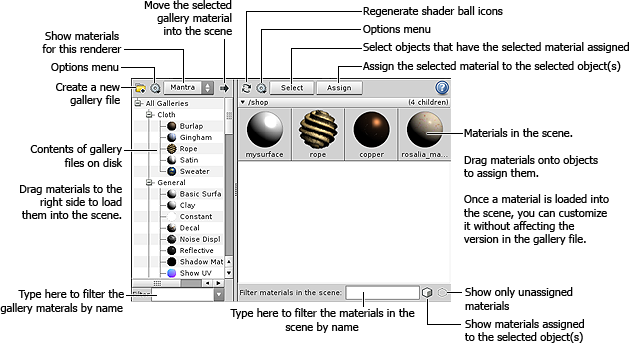 Move the selected
gallery material
into the scene
Regenerate shader ball icons
Show materials
for this renderer
Options menu
Select objects that have the selected material assigned
Options menu
Assign the selected material to the selected object(s)
Create a new
gallery file
Mantra
Select
Assign
?
All Galleries
Cloth
Burlap
Gingham
Rope
Satin
Sweater
General
Basic Surfa
Clay
Constant
Decal
Noise Displ
Reflective
Shadow Mat
Show UV
/shop
(4 children)
mysurface
rope
copper
rosalia_ma...
Contents of gallery
files on disk
Drag materials to the
right side to load
them into the scene.
Materials in the scene.
Drag materials onto objects
to assign them.
Once a material is loaded into
the scene, you can customize
it without affecting the
version in the gallery file.
Type here to filter the
gallery materals by name
Filter
Filter materials in the scene:
Type here to filter the materials in the
scene by name
Show only unassigned
materials
Show materials assigned
to the selected object(s)